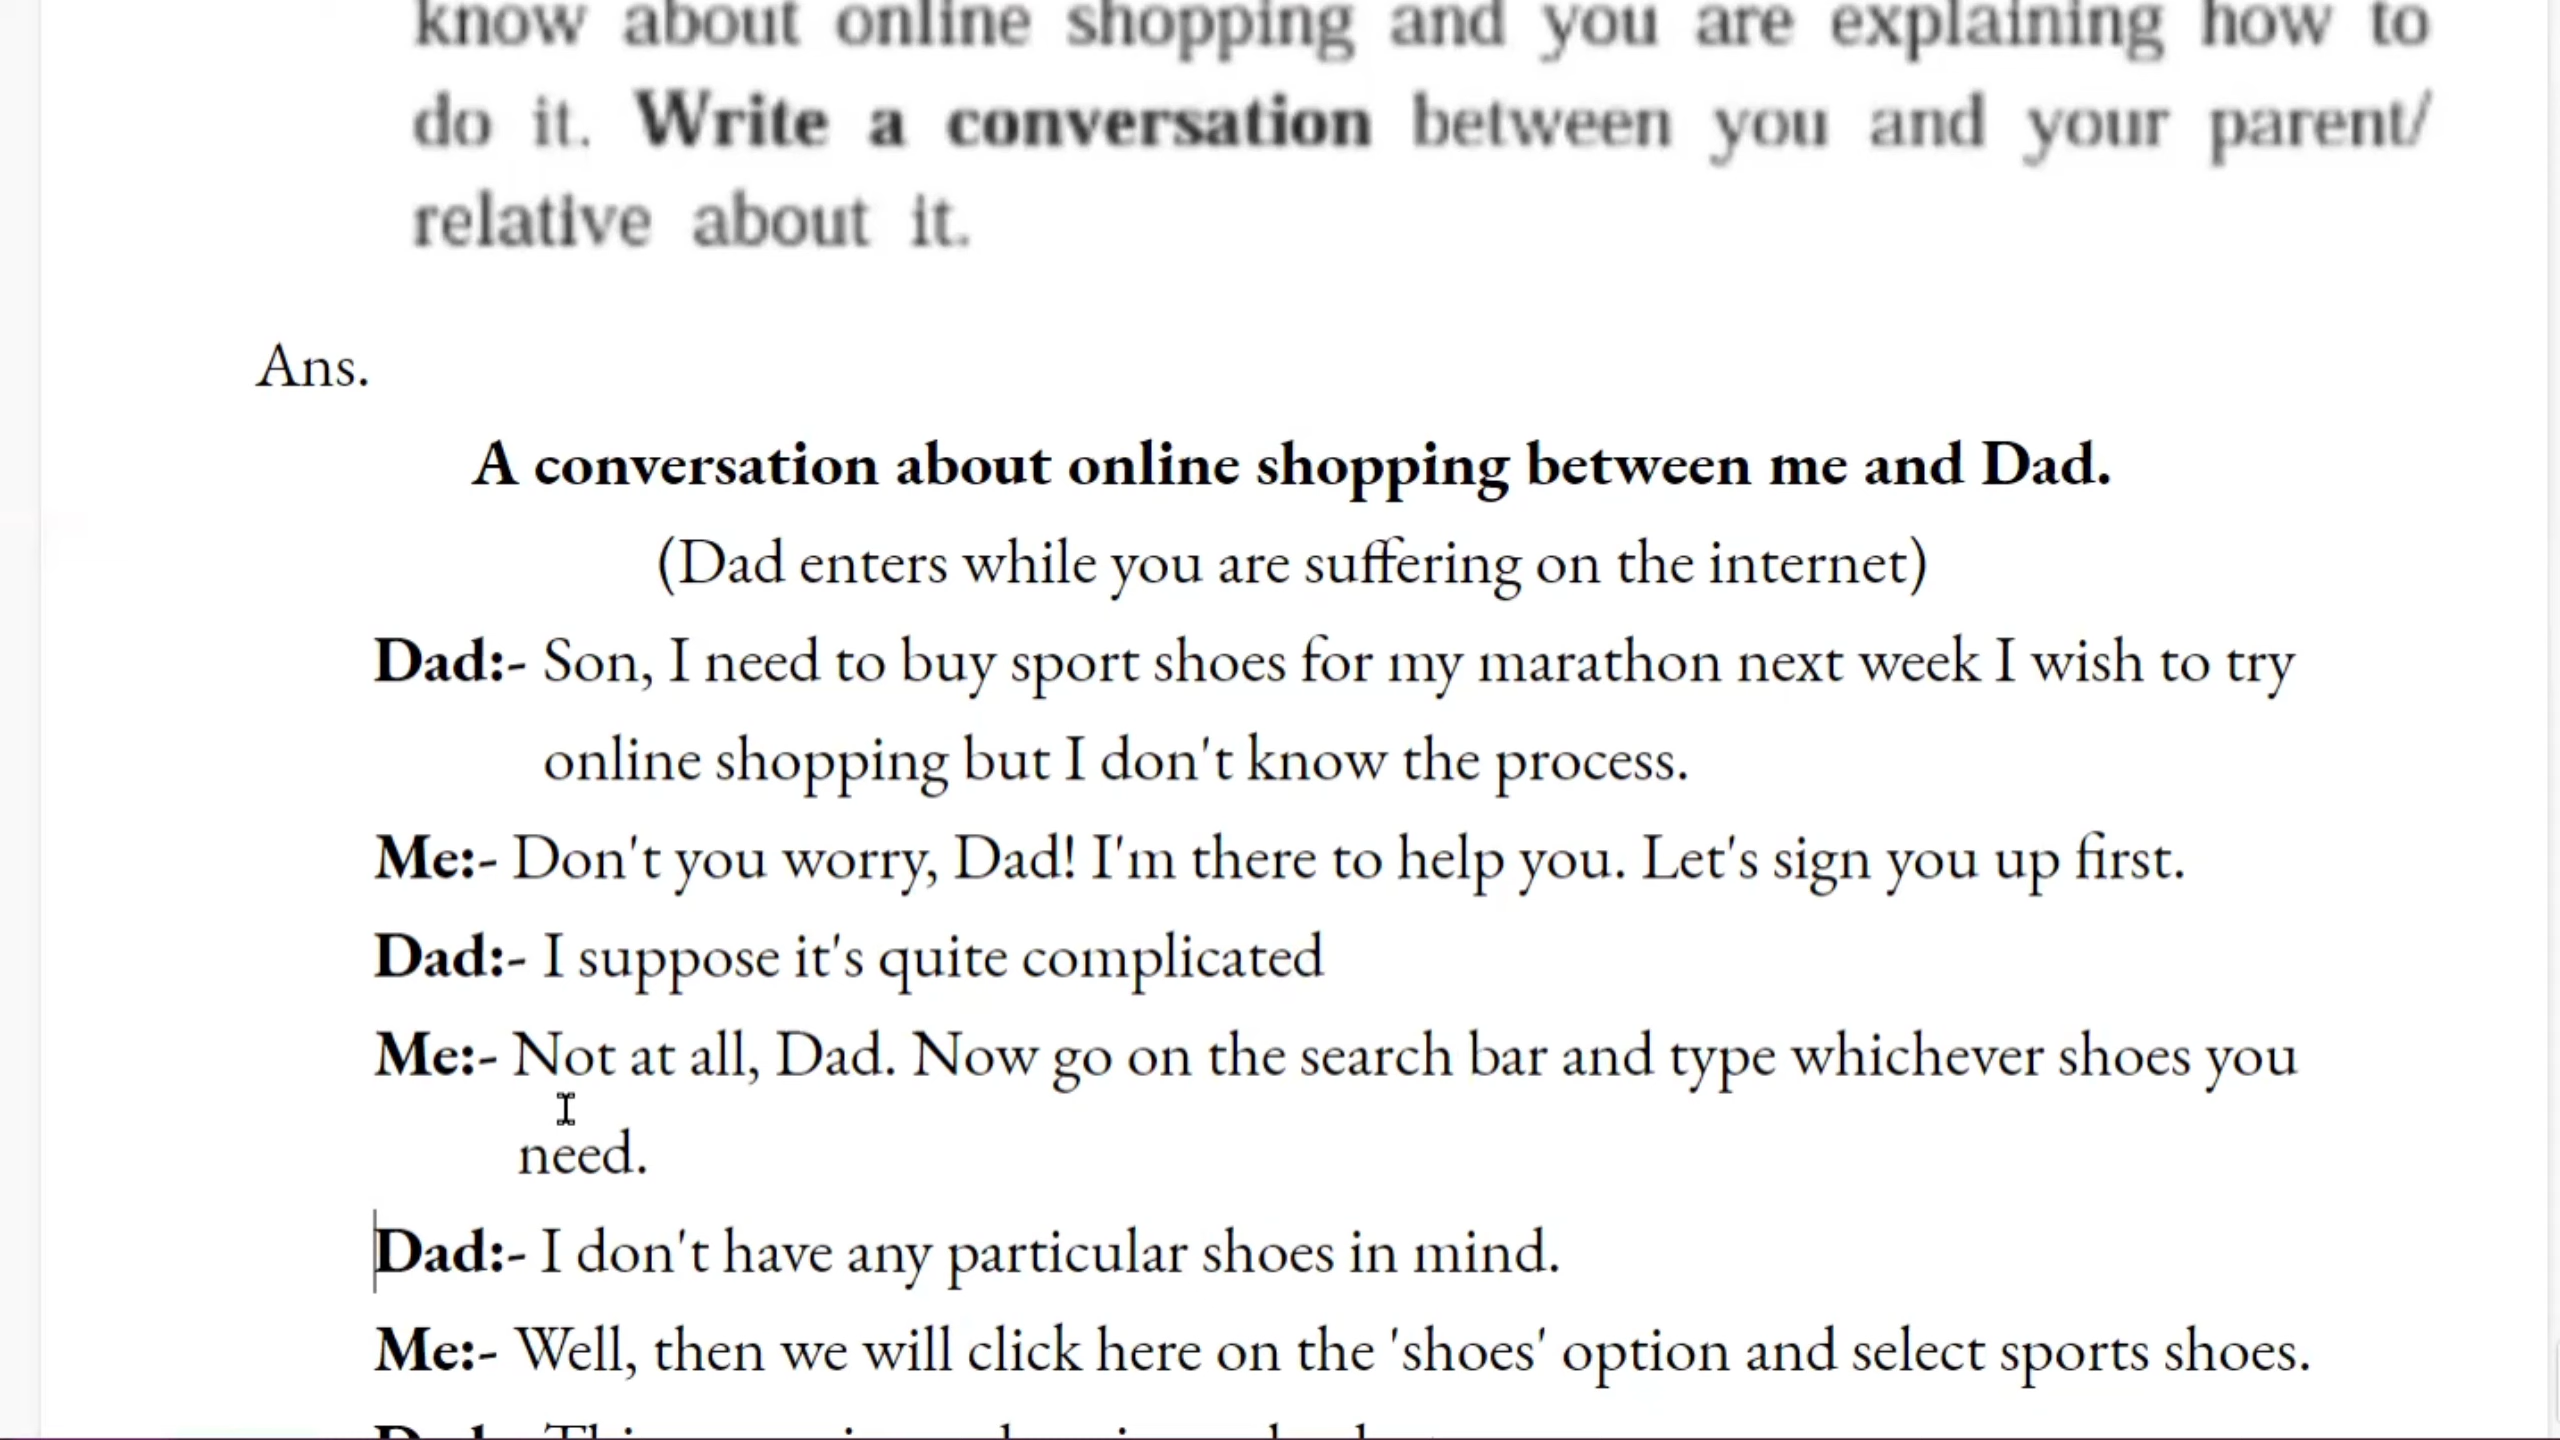 know about online shopping and you are explaining how to
do it. Write a conversation between you and your parent/
relative about it.
Ans.
A conversation about online shopping between me and Dad.
(Dad enters while you are suffering on the internet)
Dad:- Son, I need to buy sport shoes for my marathon next week I wish to try
online shopping but I don't know the process.
Me:- Don't you worry, Dad! I'm there to help you. Let's sign you up first.
Dad:- I suppose it's quite complicated
Me:- Not at all, Dad. Now go on the search bar and type whichever shoes you
need.
Dad:- I don't have any particular shoes in mind.
Me:- Well, then we will click here on the 'shoes' option and select sports shoes.